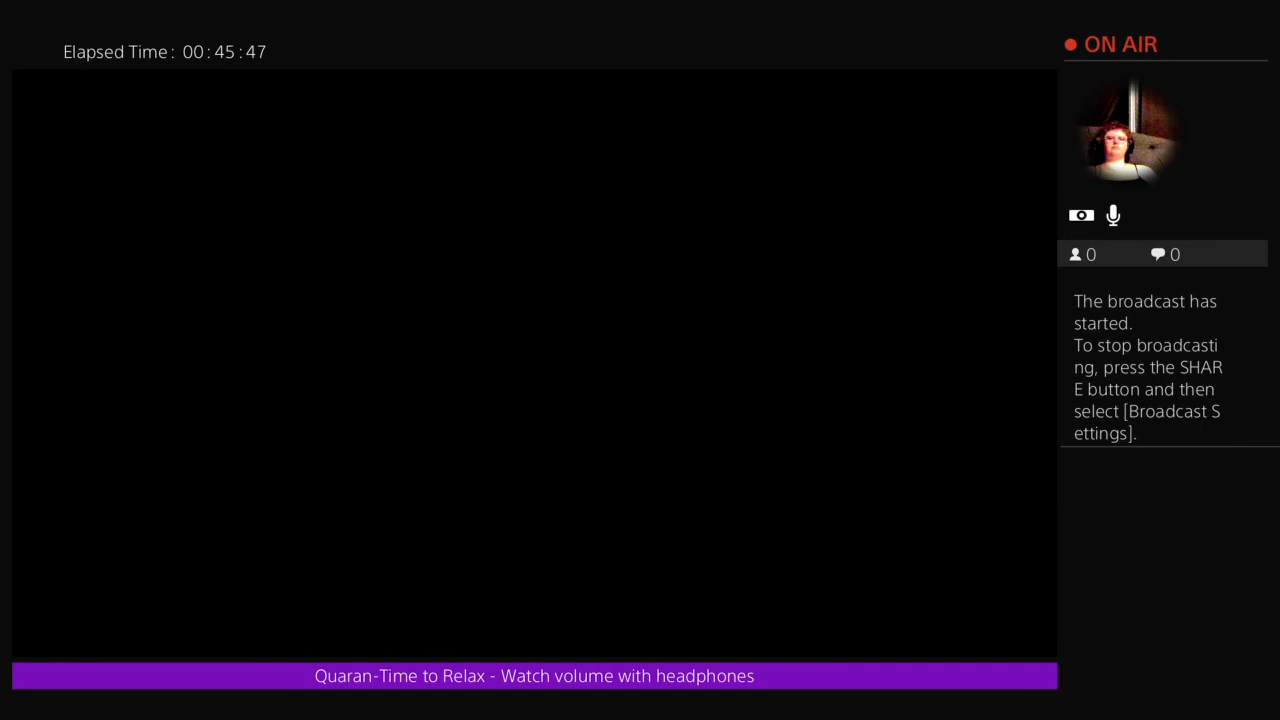 Elapsed Time: 00:45:47
ON AIR
0 0
The broadcast has
started.
To stop broadcasti
ng, press the SHAR
E button and then
select [Broadcast S
ettings].
Quaran-Time to Relax - Watch volume with headphones